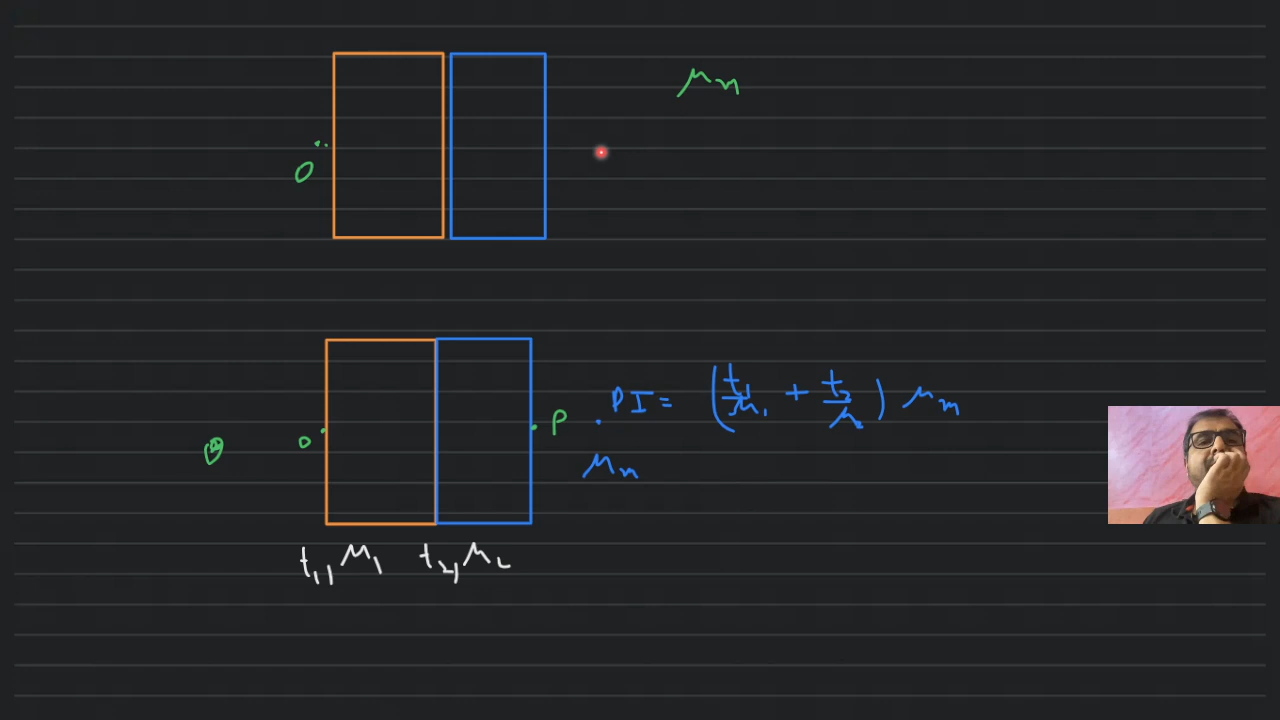 μm
O
PI = (t₁/μ₁ + t₂/μ₂) μm
P
O
μm
t₁, μ₁ t₂, μ₂